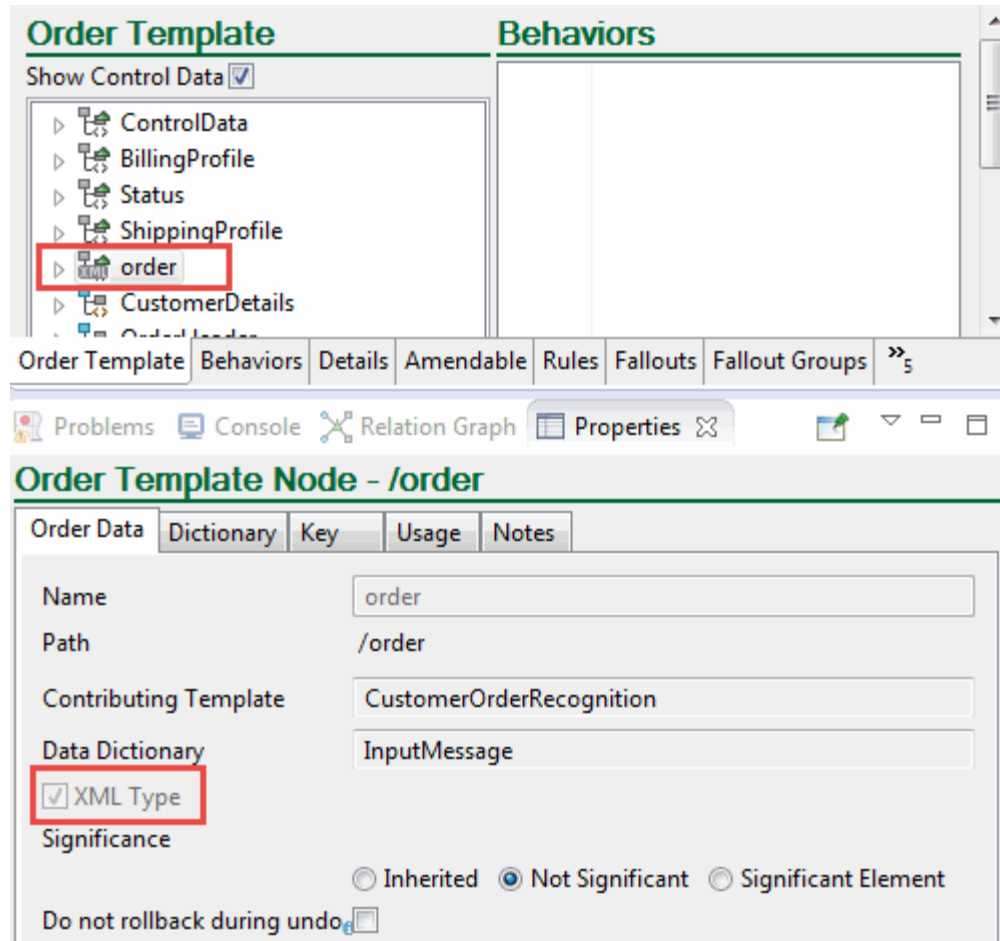 Order Template
Behaviors
Show Control Data
ControlData
BillingProfile
Status
ShippingProfile
XML order
CustomerDetails
OrderHeader
Order Template Behaviors Details Amendable Rules Fallouts Fallout Groups »5
Problems Console Relation Graph Properties
Order Template Node - /order
Order Data Dictionary Key Usage Notes
Name order
Path /order
Contributing Template CustomerOrderRecognition
Data Dictionary InputMessage
XML Type
Significance
Inherited Not Significant Significant Element
Do not rollback during undo